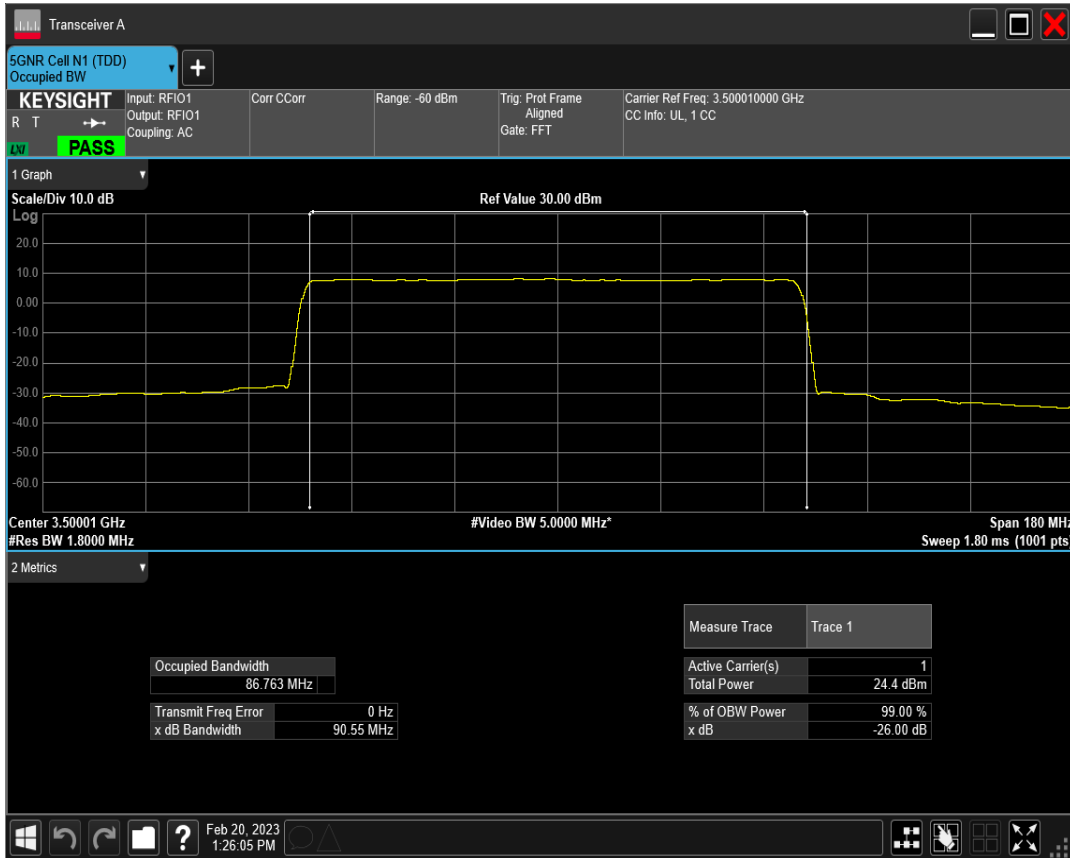 Transceiver A
5GNR Cell N1 (TDD)
Occupied BW
+
KEYSIGHT
R T
LXI
PASS
Input: RFIO1
Output: RFIO1
Coupling: AC
Corr CCorr
Range: -60 dBm
Trig: Prot Frame
Aligned
Gate: FFT
Carrier Ref Freq: 3.500010000 GHz
CC Info: UL, 1 CC
1 Graph
Scale/Div 10.0 dB
Ref Value 30.00 dBm
Log
20.0
10.0
0.00
-10.0
-20.0
-30.0
-40.0
-50.0
-60.0
Center 3.50001 GHz
#Video BW 5.0000 MHz*
Span 180 MHz
#Res BW 1.8000 MHz
Sweep 1.80 ms (1001 pts)
2 Metrics
Measure Trace Trace 1
Occupied Bandwidth
86.763 MHz
Active Carrier(s) 1
Total Power 24.4 dBm
Transmit Freq Error 0 Hz
x dB Bandwidth 90.55 MHz
% of OBW Power 99.00 %
x dB -26.00 dB
?
Feb 20, 2023
1:26:05 PM